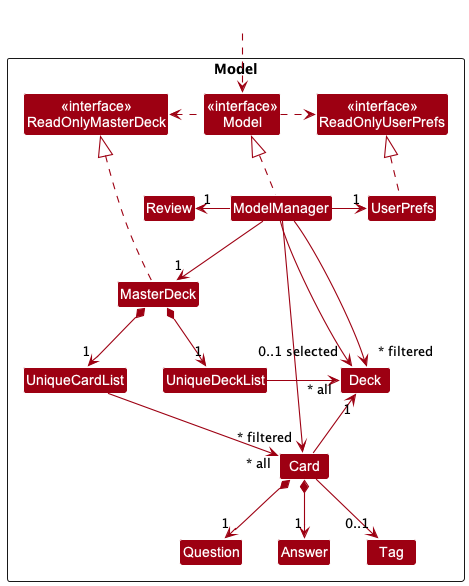 Model
«interface»
ReadOnlyMasterDeck
«interface»
Model
«interface»
ReadOnlyUserPrefs
Review
1
ModelManager
1
UserPrefs
1
MasterDeck
1
1
0..1 selected
* filtered
UniqueCardList
UniqueDeckList
* all
Deck
1
* filtered
* all
Card
1
1
0..1
Question
Answer
Tag